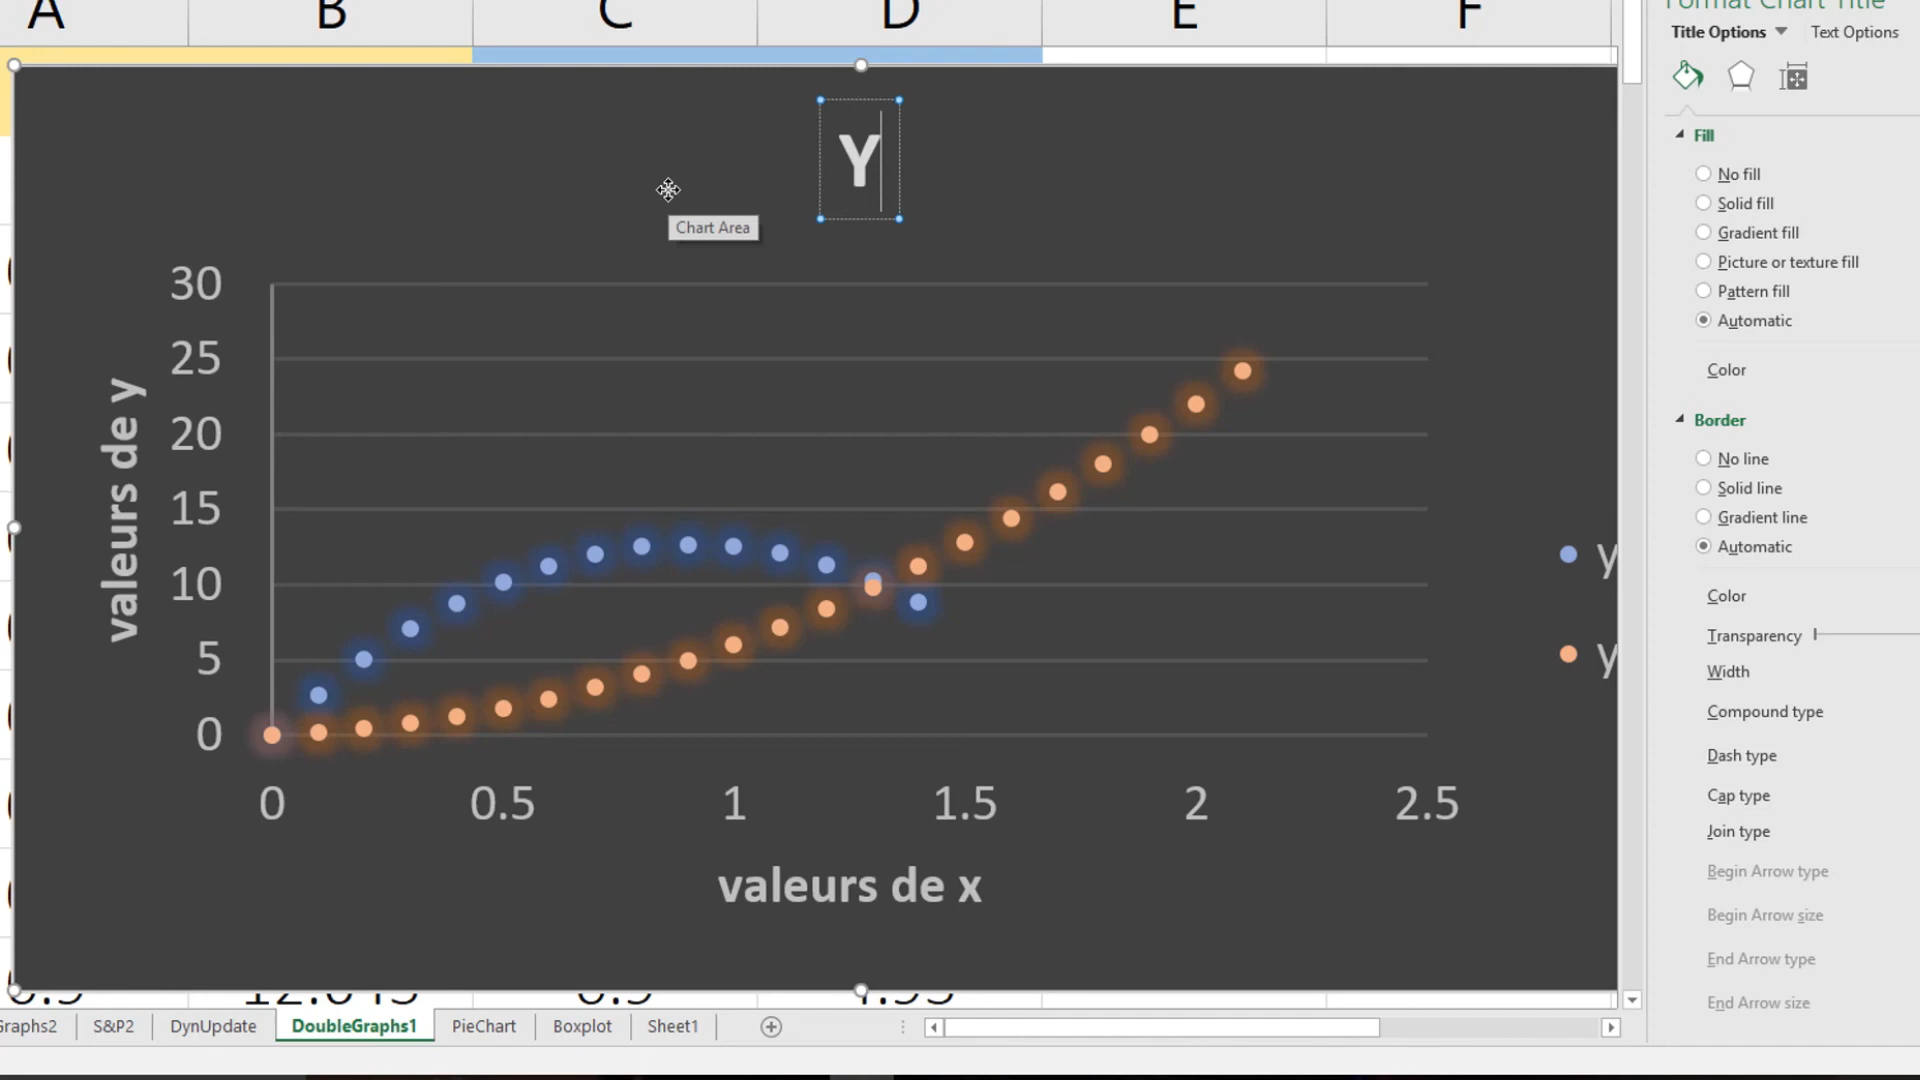 A B C D E F
Format Chart Title
Title Options Text Options
Y
Chart Area
Fill
No fill
Solid fill
Gradient fill
Picture or texture fill
Pattern fill
Automatic
Color
Border
No line
Solid line
Gradient line
Automatic
Color
Transparency
Width
Compound type
Dash type
Cap type
Join type
Begin Arrow type
Begin Arrow size
End Arrow type
End Arrow size
30
25
20
15
10
5
0
valeurs de y
0 0.5 1 1.5 2 2.5
valeurs de x
y
y
Graphs2 S&P2 DynUpdate DoubleGraphs1 PieChart Boxplot Sheet1